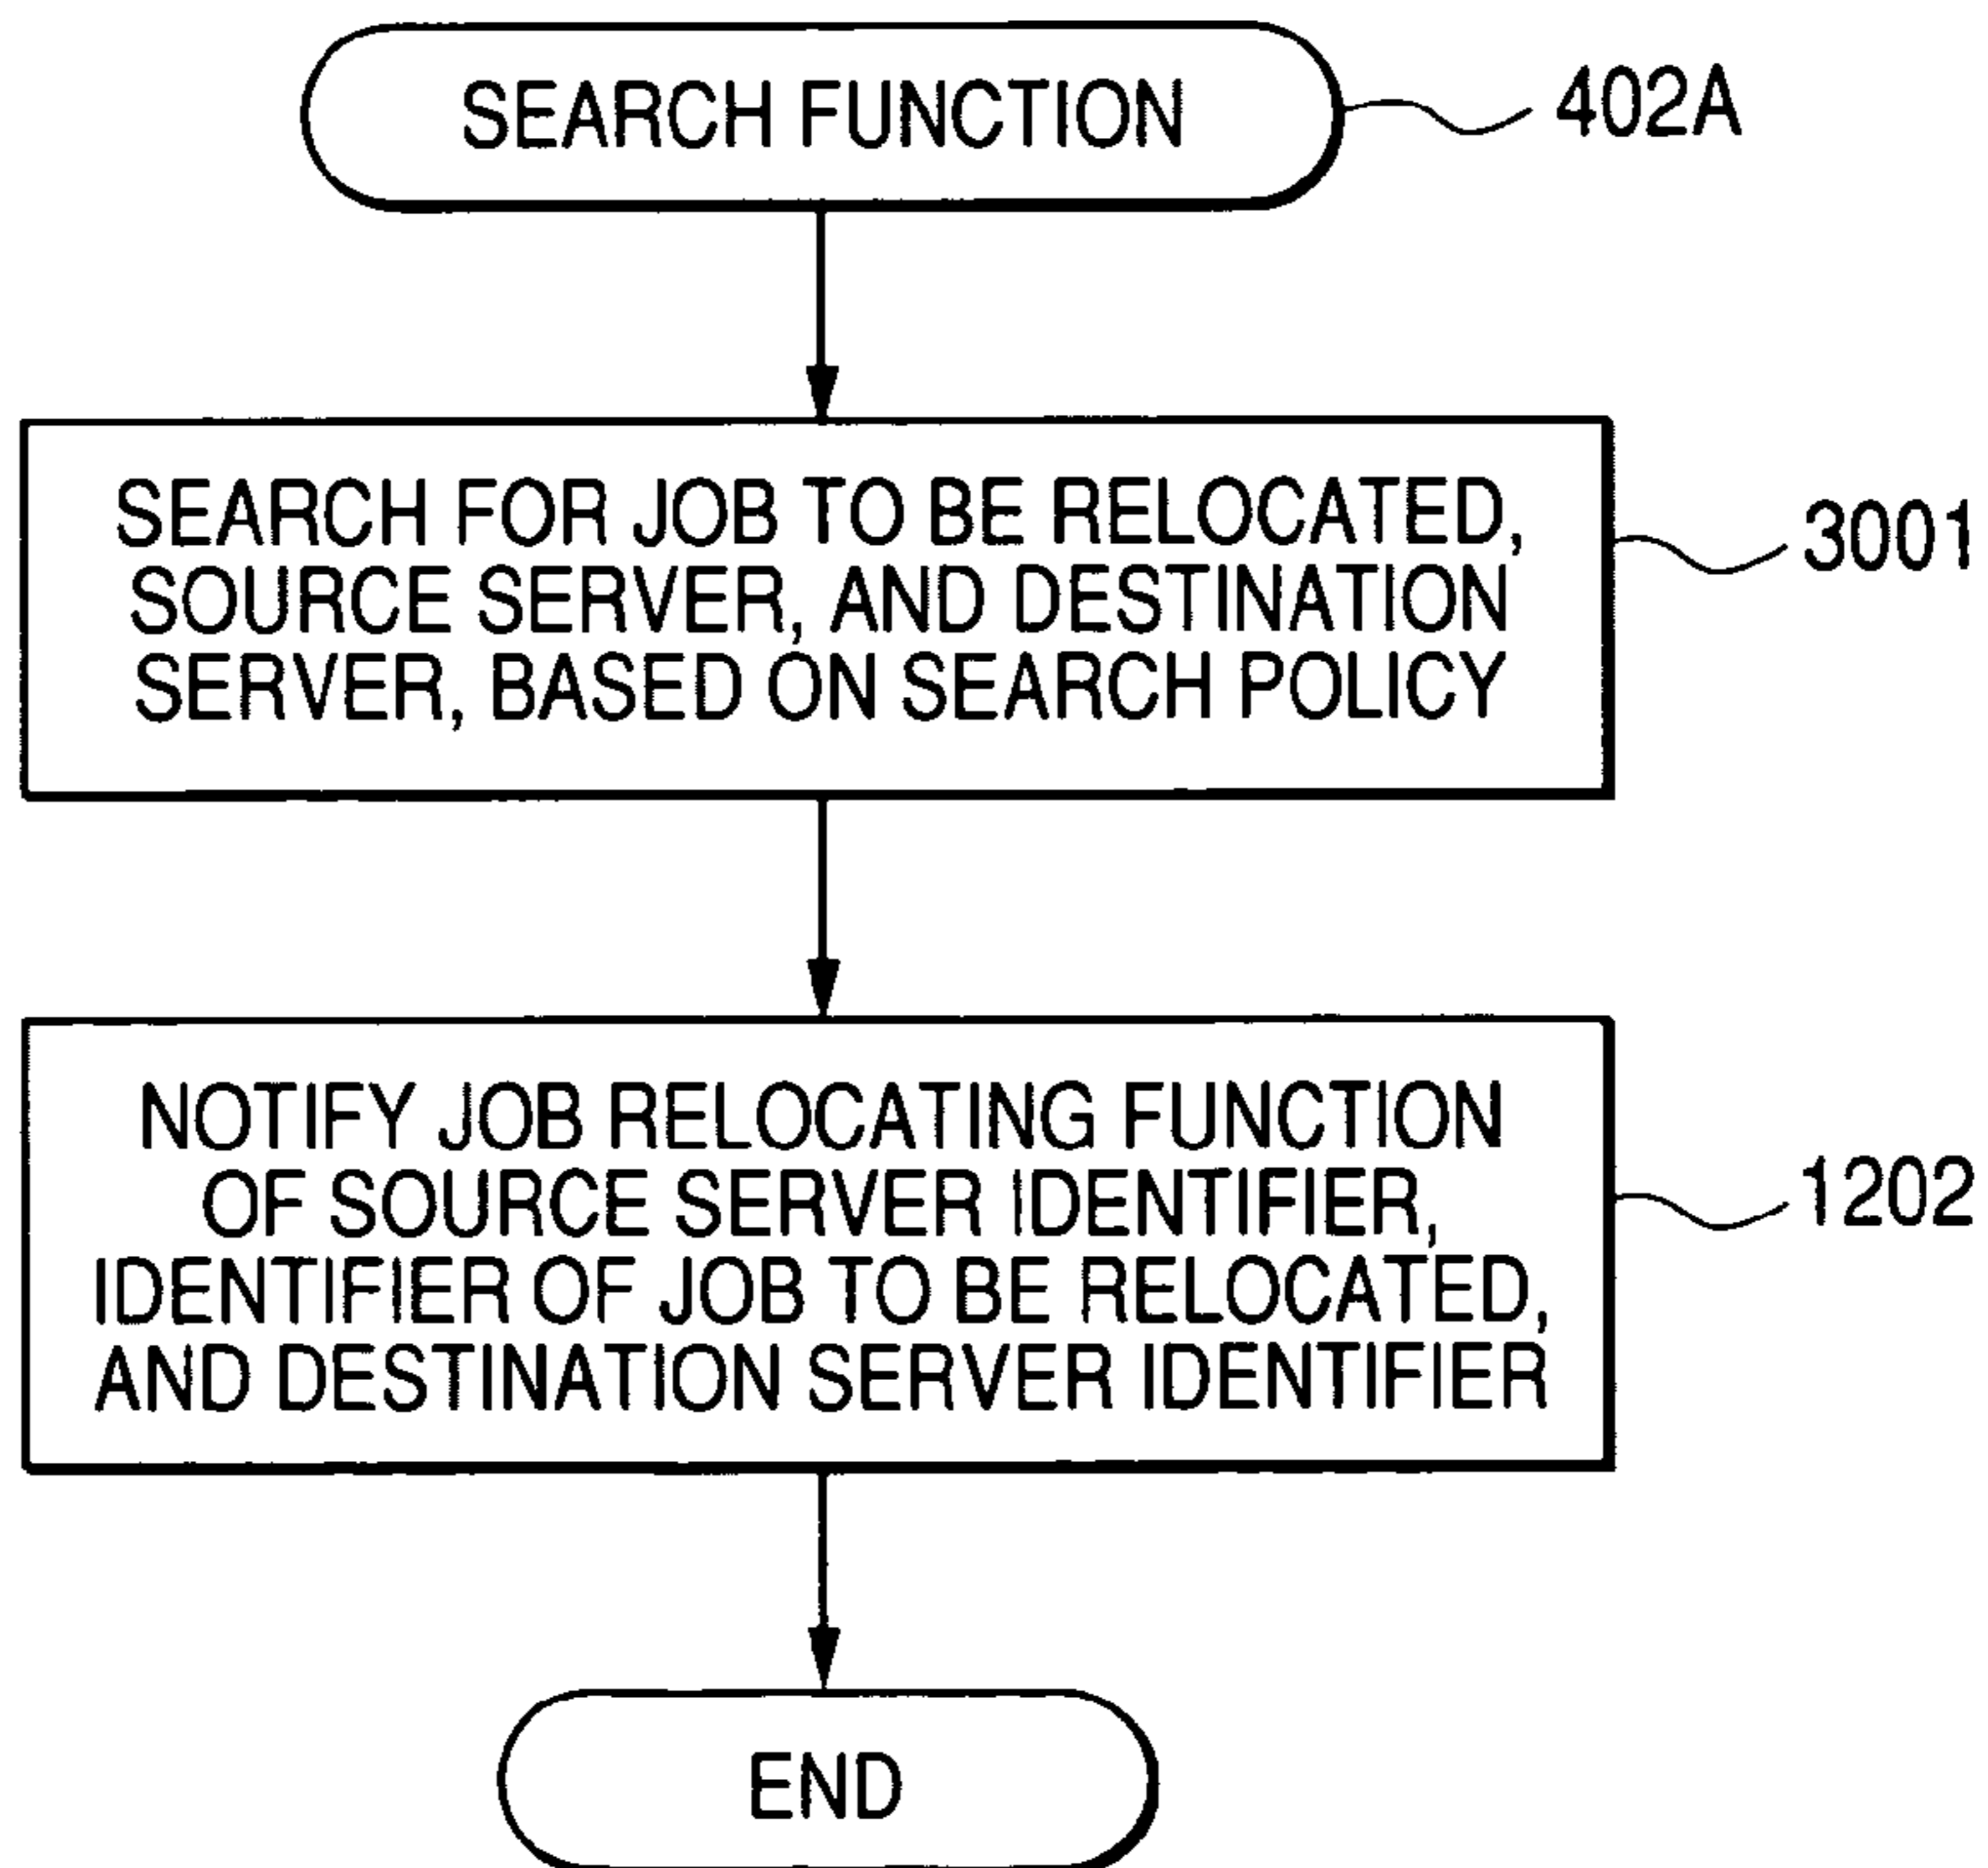 SEARCH FUNCTION
402A
SEARCH FOR JOB TO BE RELOCATED,
SOURCE SERVER, AND DESTINATION
SERVER, BASED ON SEARCH POLICY
3001
NOTIFY JOB RELOCATING FUNCTION
OF SOURCE SERVER IDENTIFIER,
IDENTIFIER OF JOB TO BE RELOCATED,
AND DESTINATION SERVER IDENTIFIER
1202
END